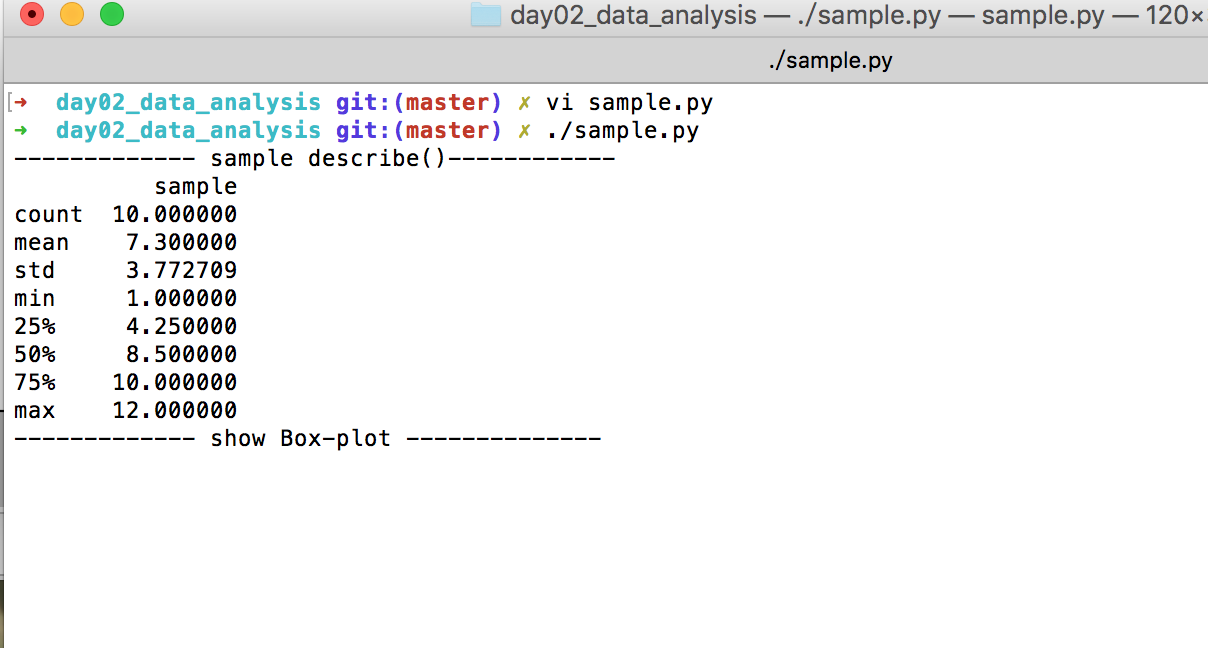 day02_data_analysis — ./sample.py — sample.py — 120×
./sample.py
[➜  day02_data_analysis git:(master) ✗ vi sample.py
➜  day02_data_analysis git:(master) ✗ ./sample.py
------------- sample describe()------------
          sample
count  10.000000
mean    7.300000
std     3.772709
min     1.000000
25%     4.250000
50%     8.500000
75%    10.000000
max    12.000000
------------- show Box-plot --------------